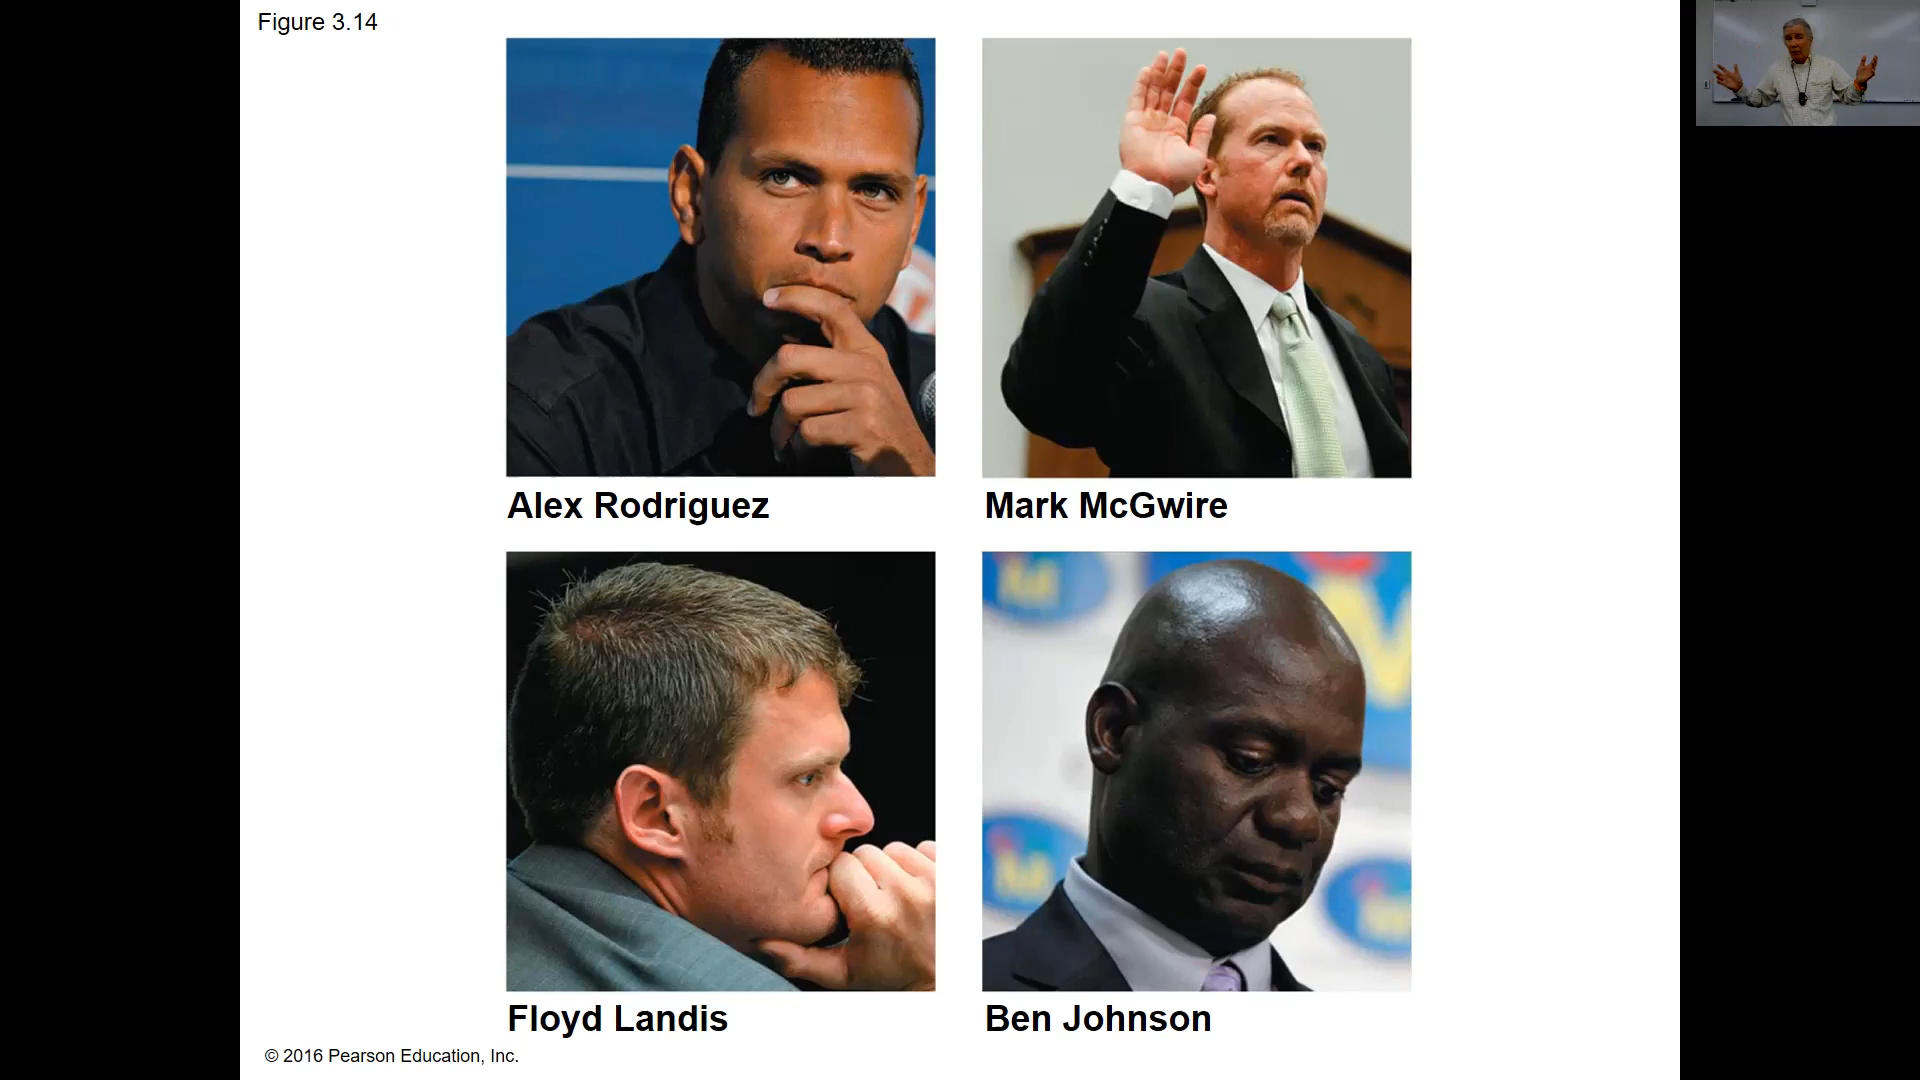 Figure 3.14
Alex Rodriguez
Mark McGwire
Floyd Landis
Ben Johnson
© 2016 Pearson Education, Inc.